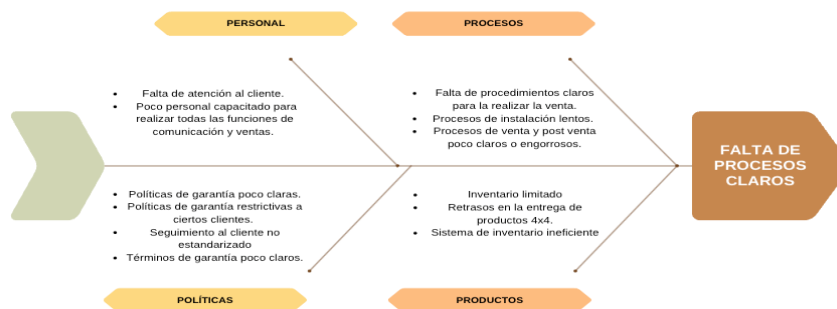 PERSONAL
PROCESOS
• Falta de atención al cliente.
• Poco personal capacitado para
realizar todas las funciones de
comunicación y ventas.
• Falta de procedimientos claros
para la realizar la venta.
• Procesos de instalación lentos.
• Procesos de venta y post venta
poco claros o engorrosos.
FALTA DE
PROCESOS
CLAROS
• Políticas de garantía poco claras.
• Políticas de garantía restrictivas a
ciertos clientes.
• Seguimiento al cliente no
estandarizado
• Términos de garantía poco claros.
• Inventario limitado
• Retrasos en la entrega de
productos 4x4.
• Sistema de inventario ineficiente
POLÍTICAS
PRODUCTOS